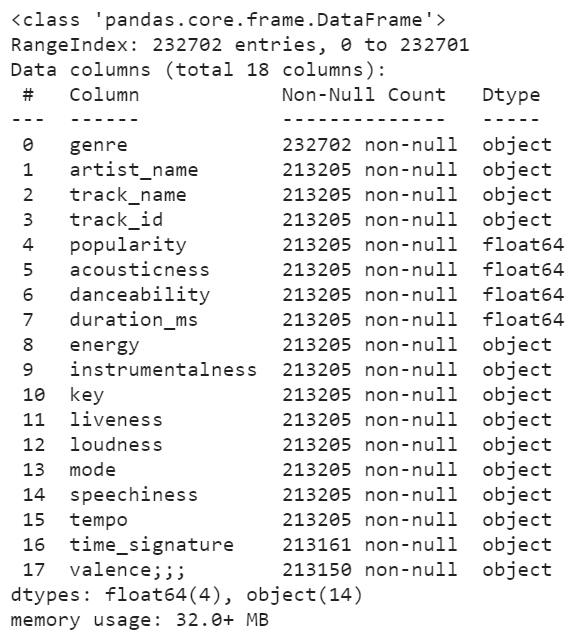 <class 'pandas.core.frame.DataFrame'>
RangeIndex: 232702 entries, 0 to 232701
Data columns (total 18 columns):
 #   Column            Non-Null Count   Dtype
---  ------            --------------   -----
 0   genre             232702 non-null  object
 1   artist_name       213205 non-null  object
 2   track_name        213205 non-null  object
 3   track_id          213205 non-null  object
 4   popularity        213205 non-null  float64
 5   acousticness      213205 non-null  float64
 6   danceability      213205 non-null  float64
 7   duration_ms       213205 non-null  float64
 8   energy            213205 non-null  object
 9   instrumentalness  213205 non-null  object
 10  key               213205 non-null  object
 11  liveness          213205 non-null  object
 12  loudness          213205 non-null  object
 13  mode              213205 non-null  object
 14  speechiness       213205 non-null  object
 15  tempo             213205 non-null  object
 16  time_signature    213161 non-null  object
 17  valence;;;        213150 non-null  object
dtypes: float64(4), object(14)
memory usage: 32.0+ MB